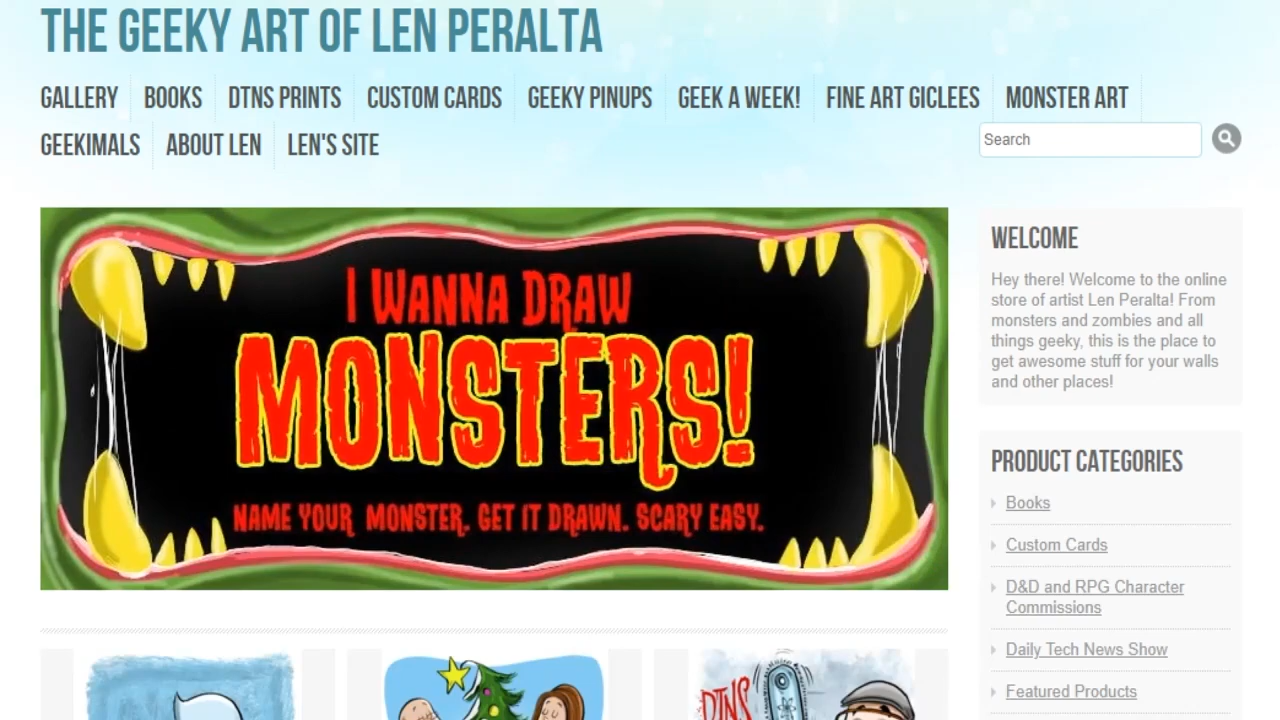 THE GEEKY ART OF LEN PERALTA
GALLERY BOOKS DTNS PRINTS CUSTOM CARDS GEEKY PINUPS GEEK A WEEK! FINE ART GICLEES MONSTER ART
GEEKIMALS ABOUT LEN LEN'S SITE
Search
I WANNA DRAW
MONSTERS!
NAME YOUR MONSTER. GET IT DRAWN. SCARY EASY.
WELCOME
Hey there! Welcome to the online
store of artist Len Peralta! From
monsters and zombies and all
things geeky, this is the place to
get awesome stuff for your walls
and other places!
PRODUCT CATEGORIES
Books
Custom Cards
D&D and RPG Character
Commissions
Daily Tech News Show
Featured Products
DTNS